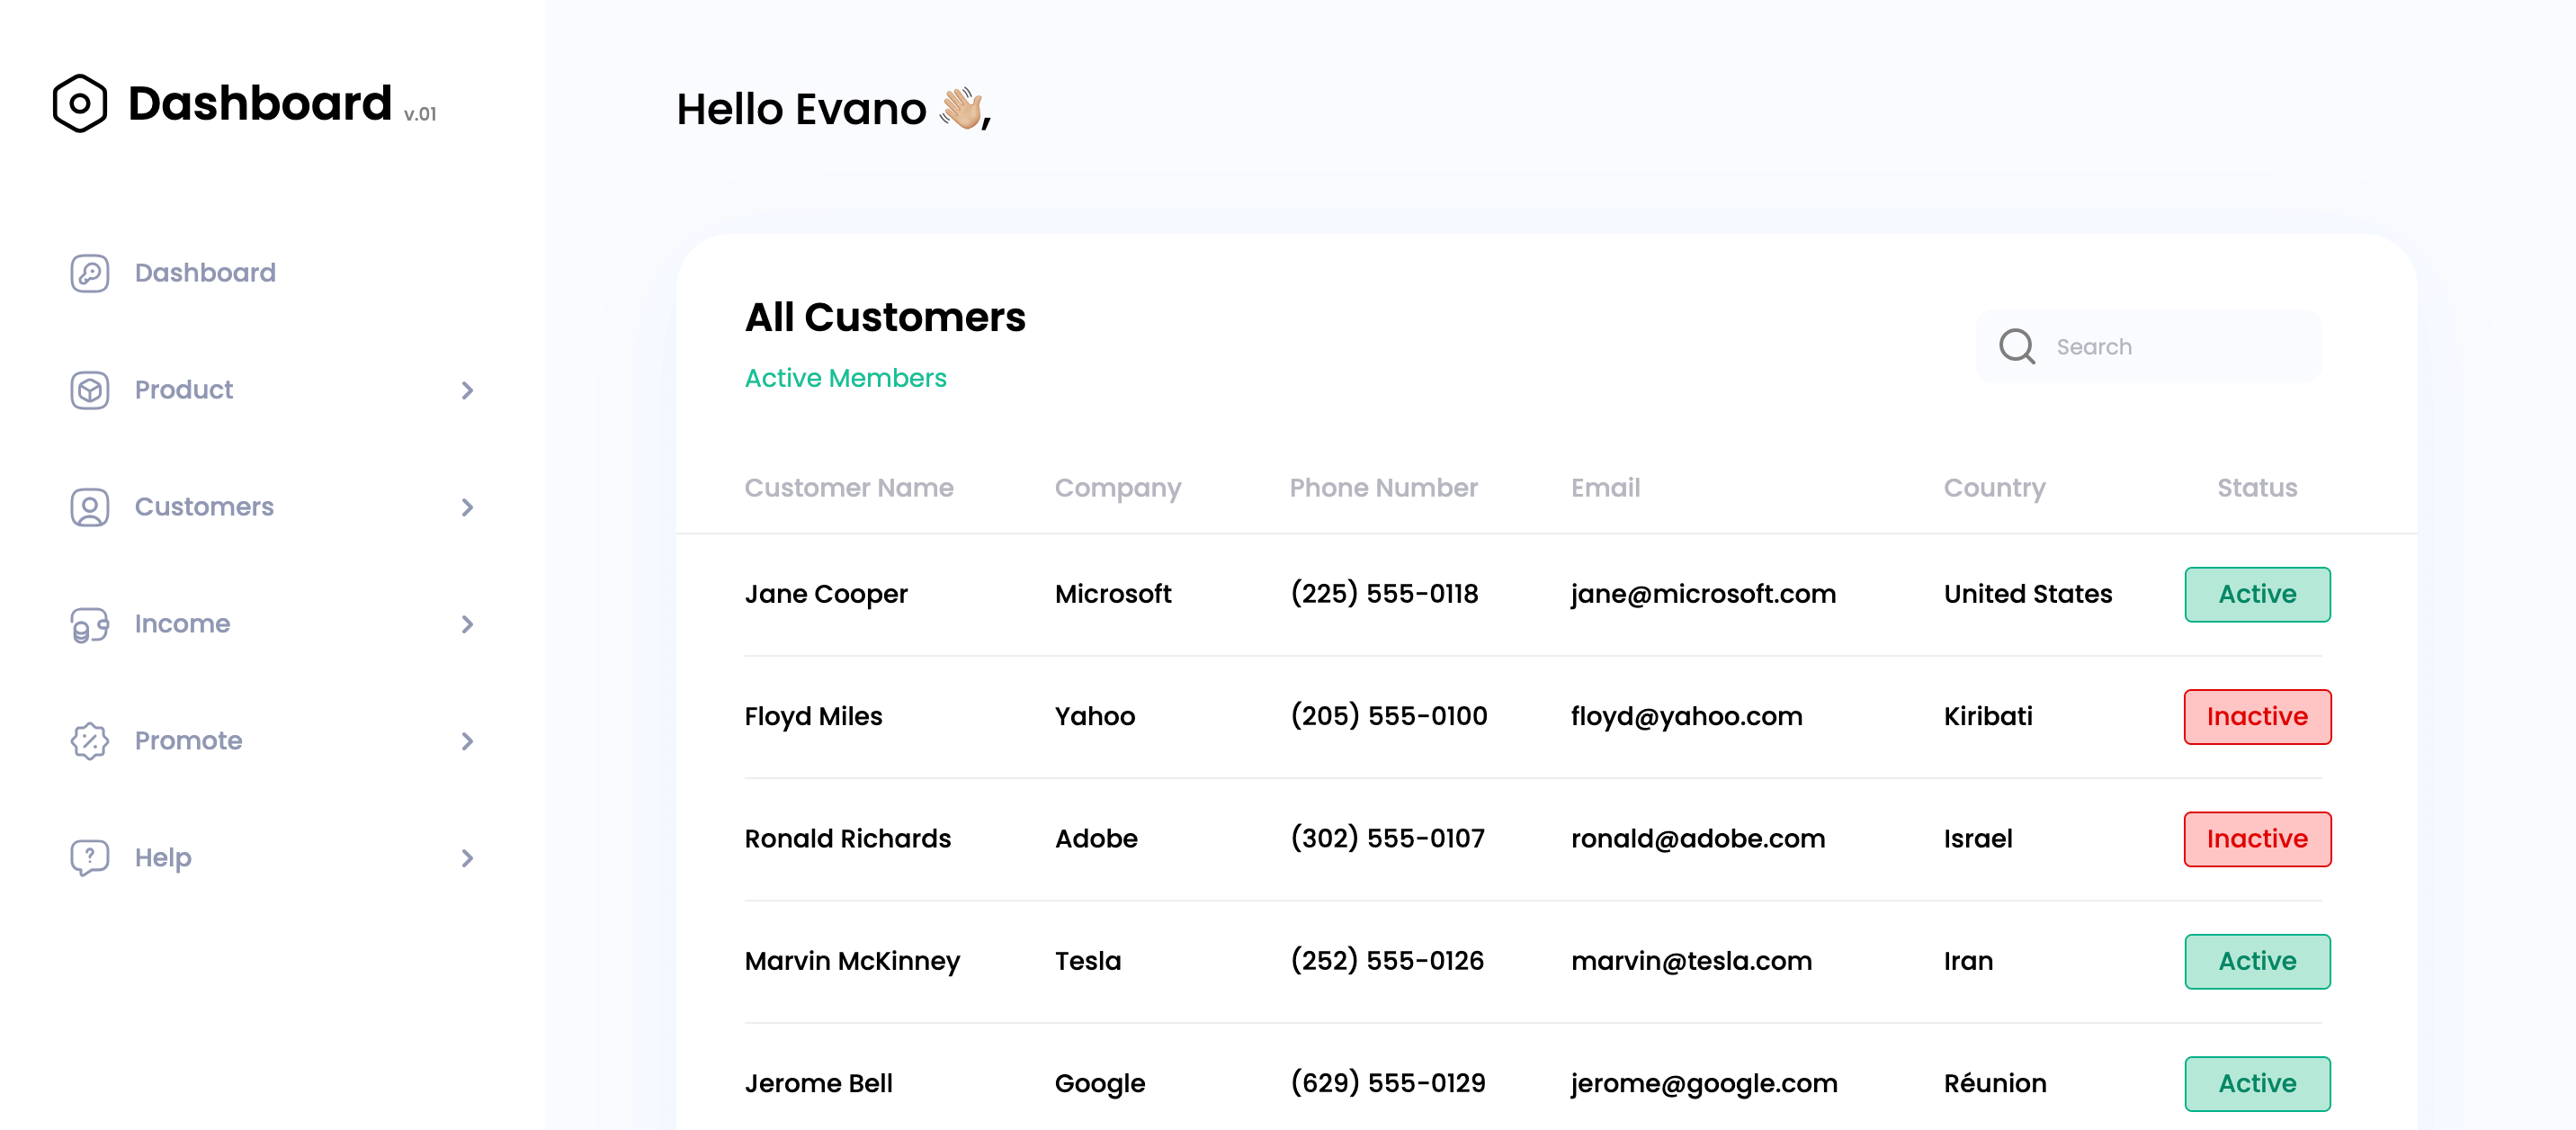 Dashboard v.01
Dashboard
Product
Customers
Income
Promote
Help
Hello Evano 👋🏼,
All Customers
Active Members
Search
Customer Name Company Phone Number Email Country Status
Jane Cooper Microsoft (225) 555-0118 jane@microsoft.com United States Active
Floyd Miles Yahoo (205) 555-0100 floyd@yahoo.com Kiribati Inactive
Ronald Richards Adobe (302) 555-0107 ronald@adobe.com Israel Inactive
Marvin McKinney Tesla (252) 555-0126 marvin@tesla.com Iran Active
Jerome Bell Google (629) 555-0129 jerome@google.com Réunion Active